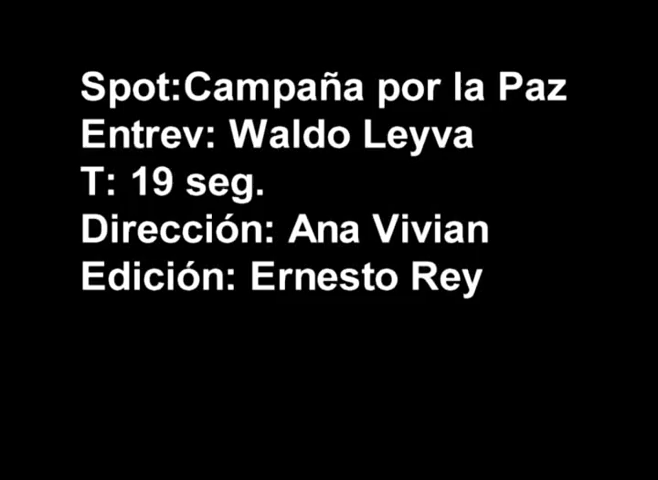 Spot:Campaña por la Paz
Entrev: Waldo Leyva
T: 19 seg.
Dirección: Ana Vivian
Edición: Ernesto Rey